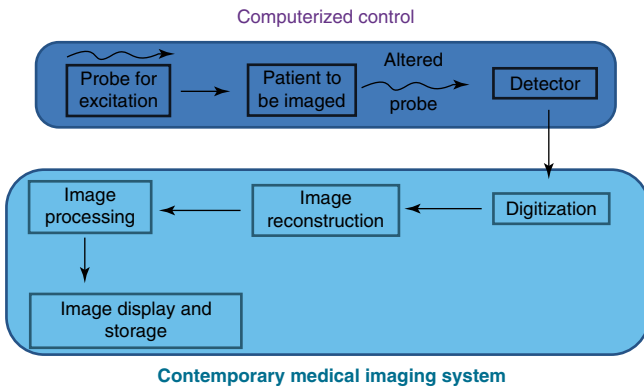 Computerized control
Probe for
excitation
Patient to
be imaged
Altered
probe
Detector
Digitization
Image
reconstruction
Image
processing
Image display and
storage
Contemporary medical imaging system